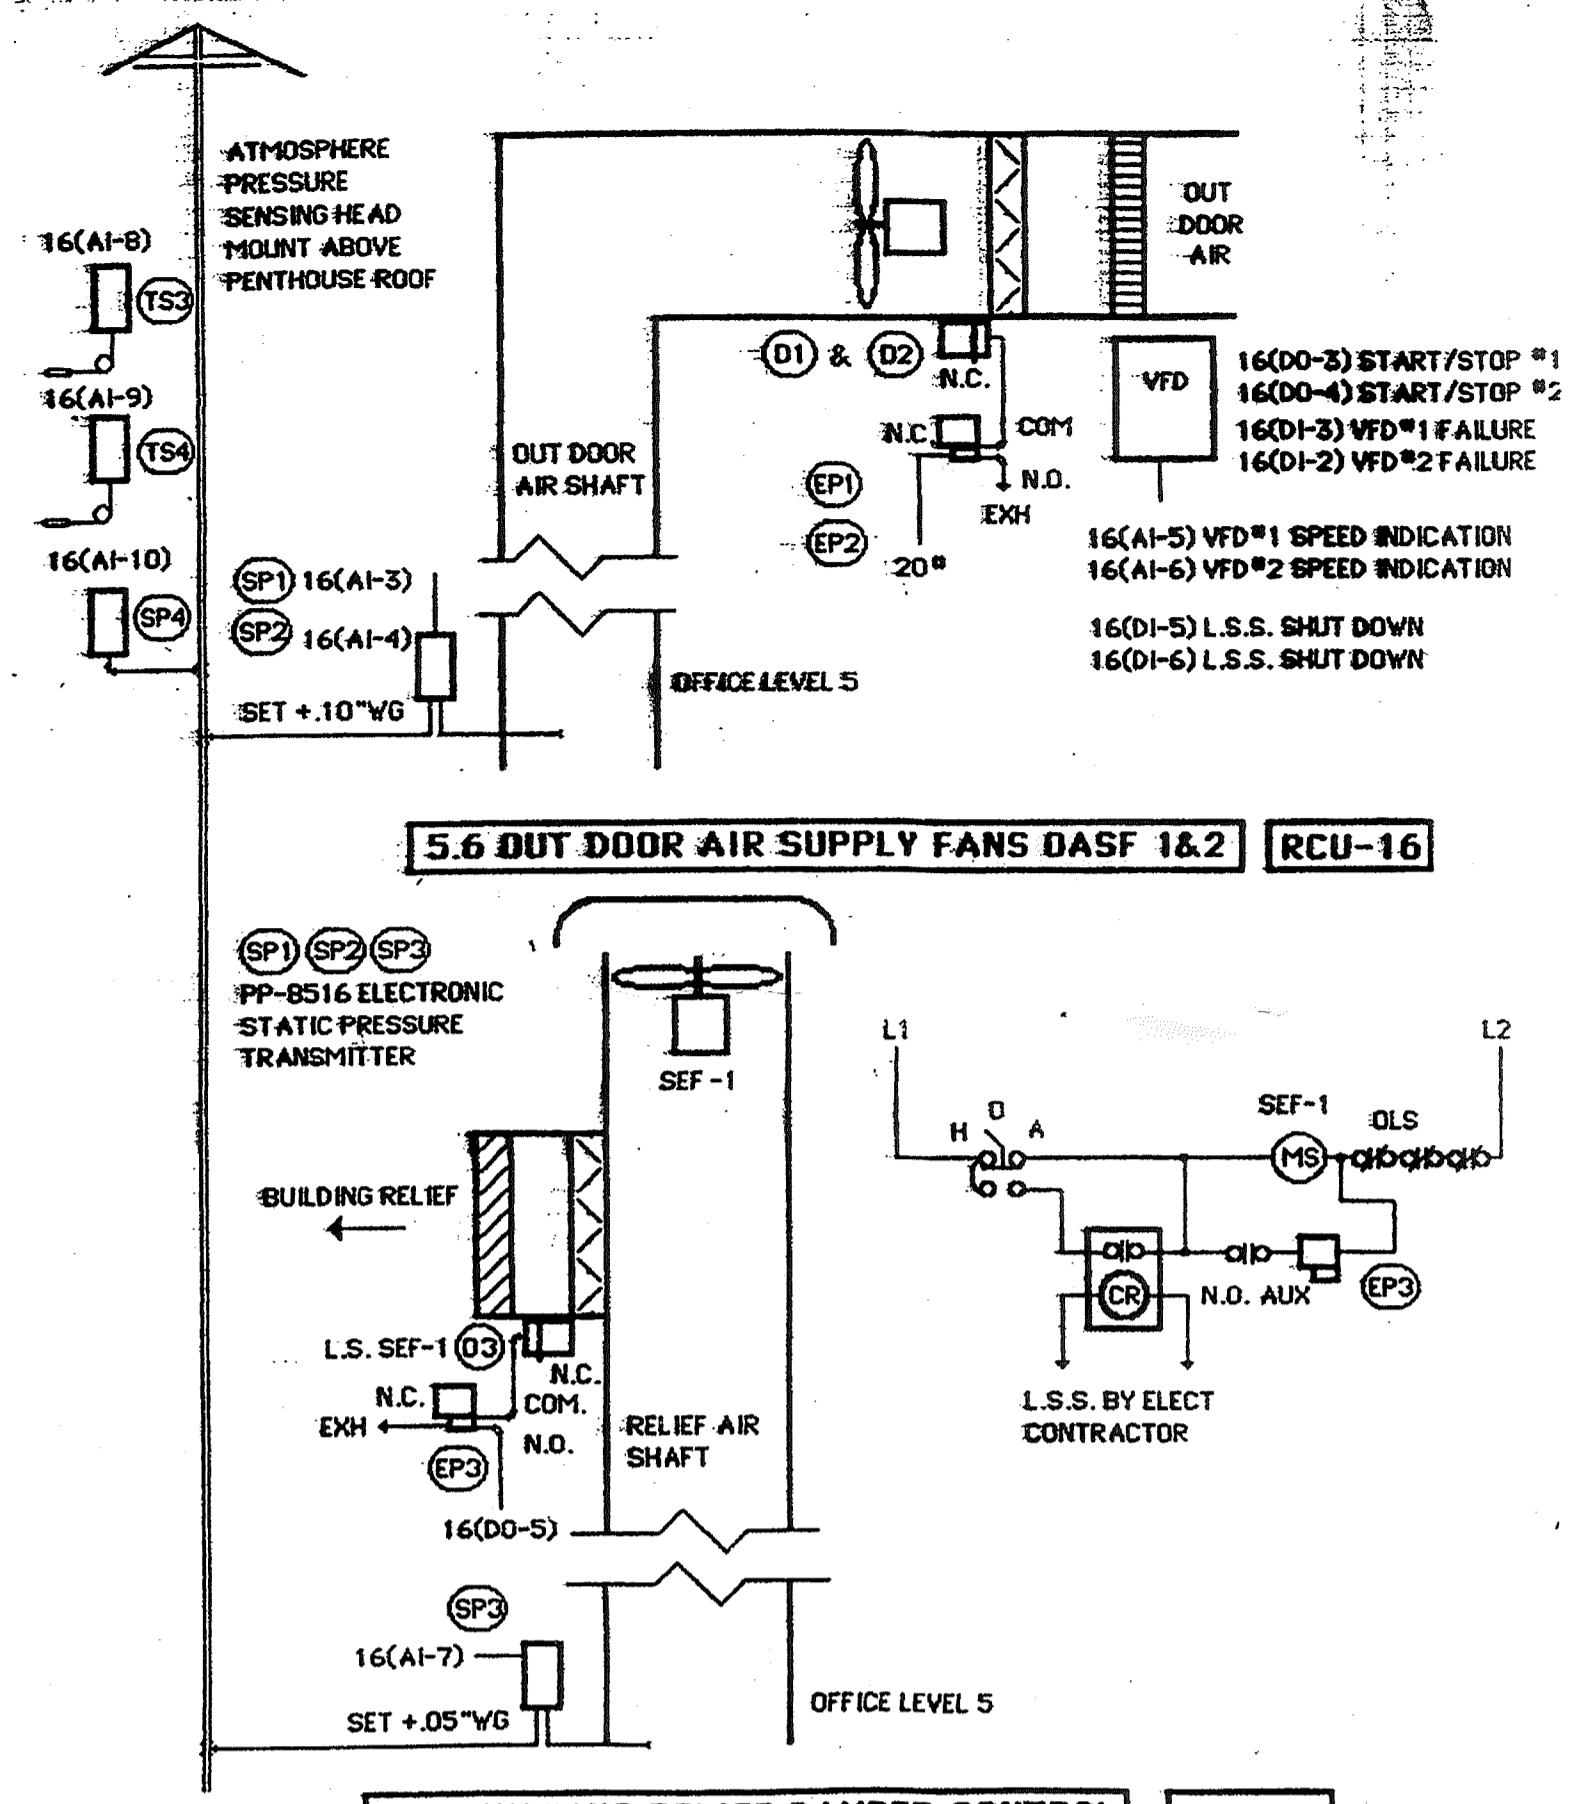 ATMOSPHERE
PRESSURE
SENSING HEAD
MOUNT ABOVE
PENTHOUSE ROOF
16(AI-8)
TS3
16(AI-9)
TS4
16(AI-10)
SP4
SP1 16(AI-3)
SP2 16(AI-4)
SET +.10"WG
OUT DOOR
AIR SHAFT
OFFICE LEVEL 5
OUT
DOOR
AIR
D1 & D2
N.C.
N.C.
COM
N.O.
EXH
EP1
EP2
20#
VFD
16(DO-3) START/STOP #1
16(DO-4) START/STOP #2
16(DI-3) VFD#1 FAILURE
16(DI-2) VFD#2 FAILURE
16(AI-5) VFD#1 SPEED INDICATION
16(AI-6) VFD#2 SPEED INDICATION
16(DI-5) L.S.S. SHUT DOWN
16(DI-6) L.S.S. SHUT DOWN
5.6 OUT DOOR AIR SUPPLY FANS OASF 1&2
RCU-16
SP1 SP2 SP3
PP-8516 ELECTRONIC
STATIC PRESSURE
TRANSMITTER
SEF-1
BUILDING RELIEF
L.S. SEF-1 D3
N.C.
N.C.
COM.
EXH
N.O.
EP3
16(DO-5)
RELIEF AIR
SHAFT
SP3
16(AI-7)
SET +.05"WG
OFFICE LEVEL 5
L1
L2
H O A
SEF-1
MS
OLS
CR
N.O. AUX
EP3
L.S.S. BY ELECT
CONTRACTOR